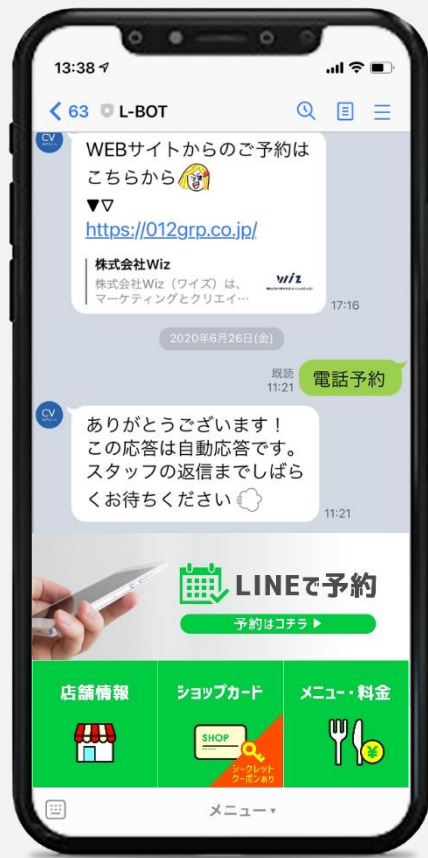 13:38
63 L-BOT
CV
WEBサイトからのご予約は
こちらから
▼▽
https://012grp.co.jp/
株式会社Wiz
株式会社Wiz（ワイズ）は、
マーケティングとクリエイ…
Wiz
17:16
2020年6月26日(金)
既読
11:21
電話予約
CV
ありがとうございます！
この応答は自動応答です。
スタッフの返信までしばら
くお待ちください
11:21
LINEで予約
予約はコチラ ▶
店舗情報
ショップカード
メニュー・料金
SHOP
シークレット
クーポンあり
メニュー▾